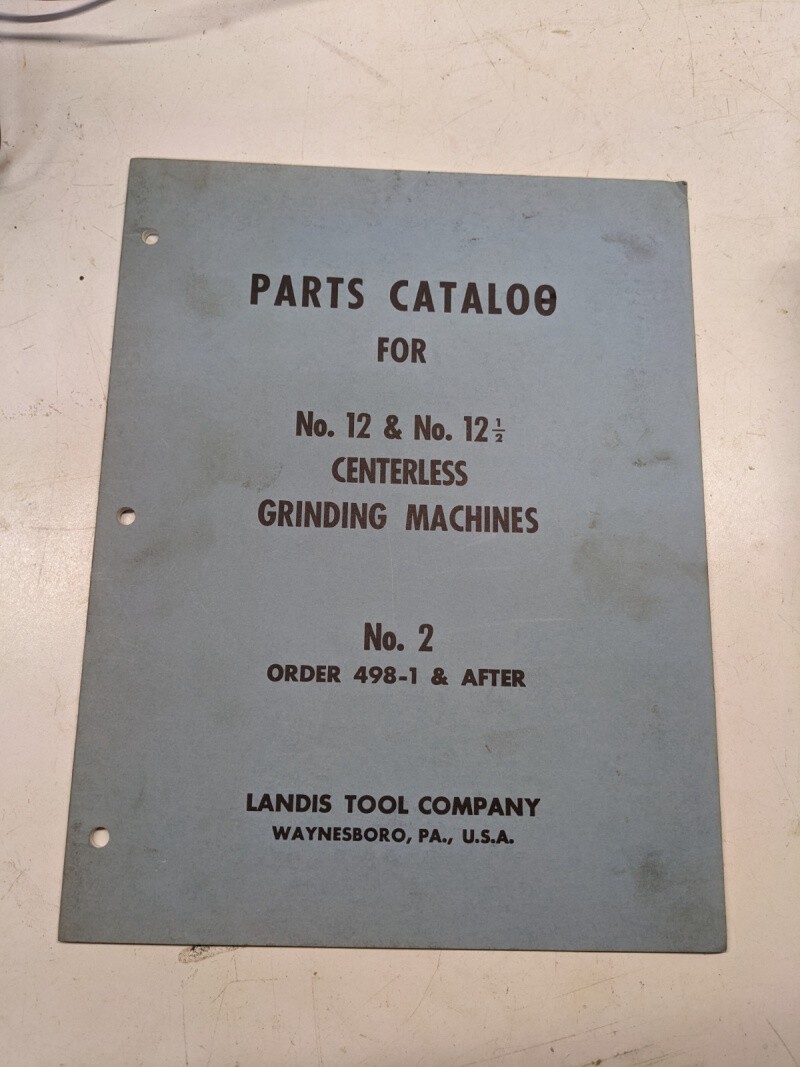 PARTS CATALOΘ
FOR
No. 12 & No. 12½
CENTERLESS
GRINDING MACHINES
No. 2
ORDER 498-1 & AFTER
LANDIS TOOL COMPANY
WAYNESBORO, PA., U.S.A.